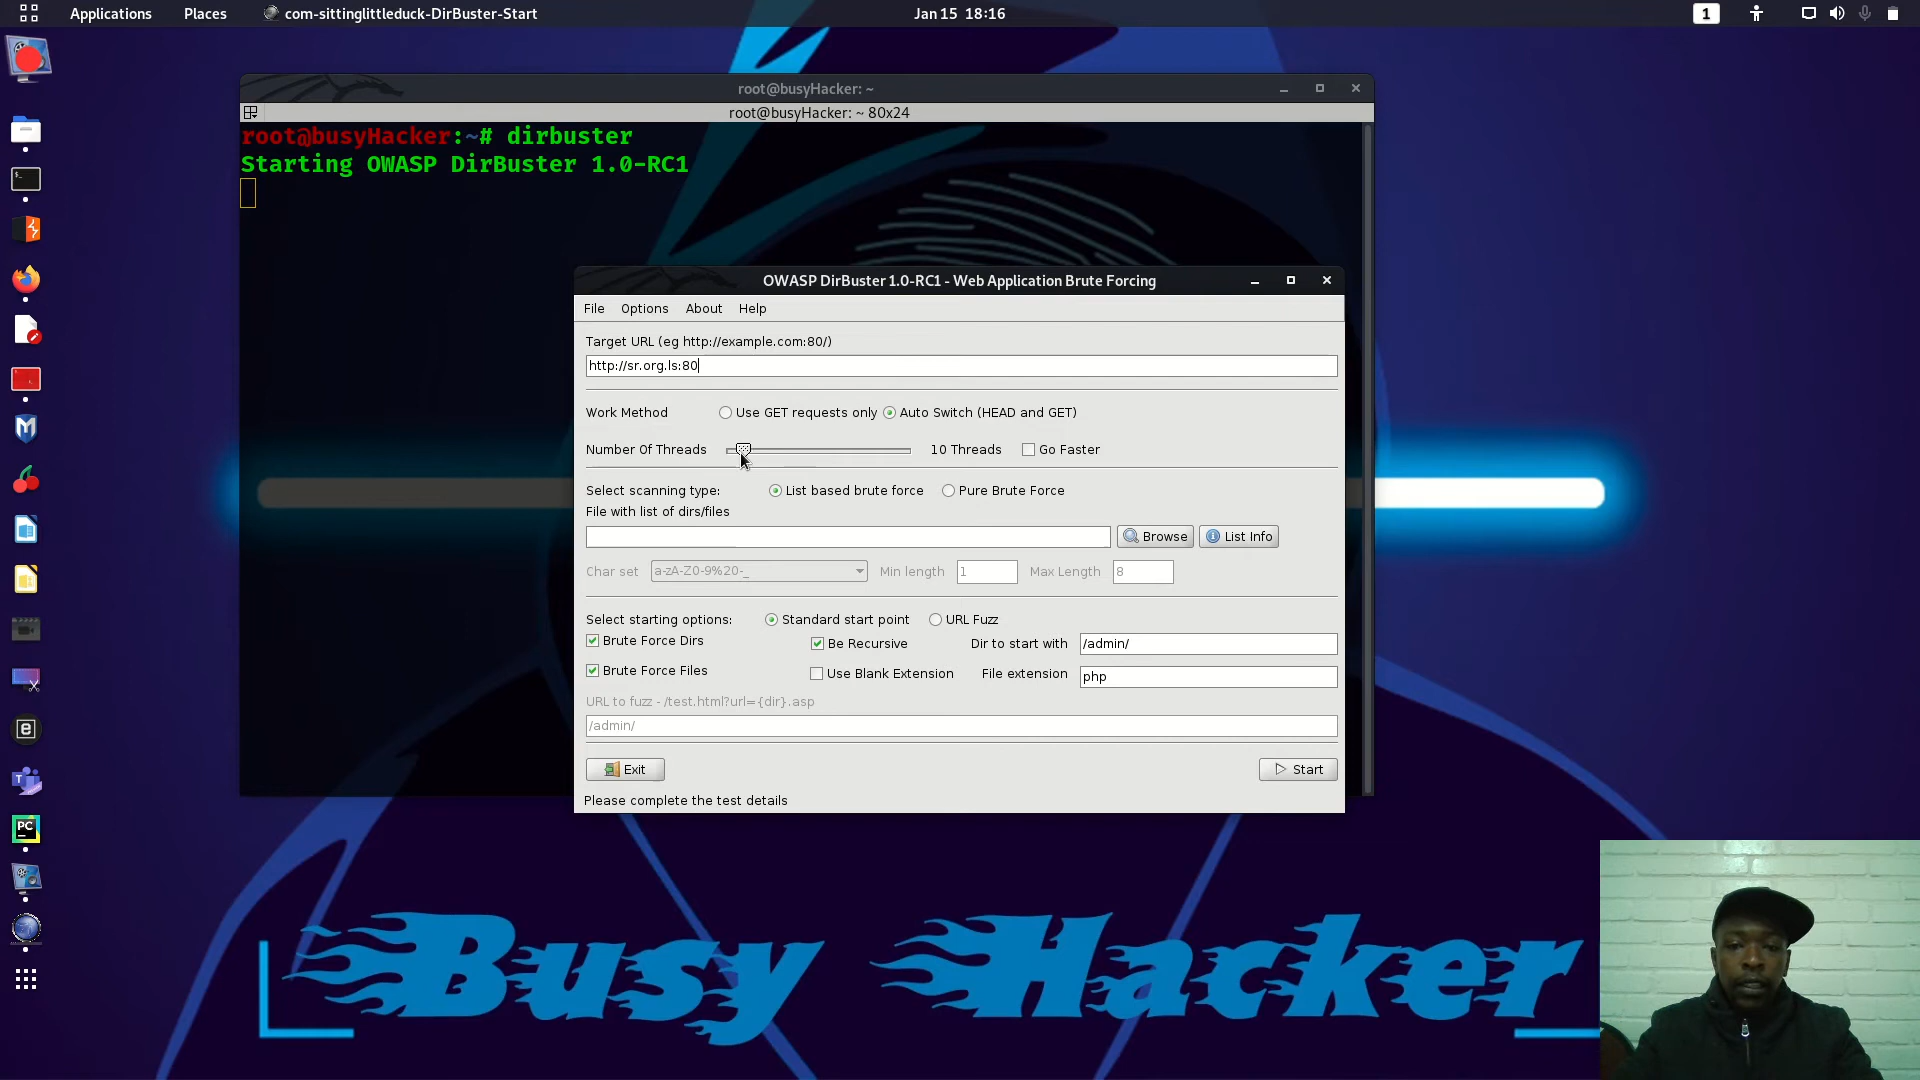 Applications Places com-sittinglittleduck-DirBuster-Start Jan 15 18:16 1
root@busyHacker: ~
root@busyHacker: ~ 80x24
root@busyHacker:~# dirbuster
Starting OWASP DirBuster 1.0-RC1
OWASP DirBuster 1.0-RC1 - Web Application Brute Forcing
File Options About Help
Target URL (eg http://example.com:80/)
http://sr.org.ls:80
Work Method Use GET requests only Auto Switch (HEAD and GET)
Number Of Threads 10 Threads Go Faster
Select scanning type: List based brute force Pure Brute Force
File with list of dirs/files
Browse List Info
Char set a-zA-Z0-9%20-_ Min length 1 Max Length 8
Select starting options: Standard start point URL Fuzz
Brute Force Dirs Be Recursive Dir to start with /admin/
Brute Force Files Use Blank Extension File extension php
URL to fuzz - /test.html?url={dir}.asp
/admin/
Exit Start
Please complete the test details
PC
Busy Hacker